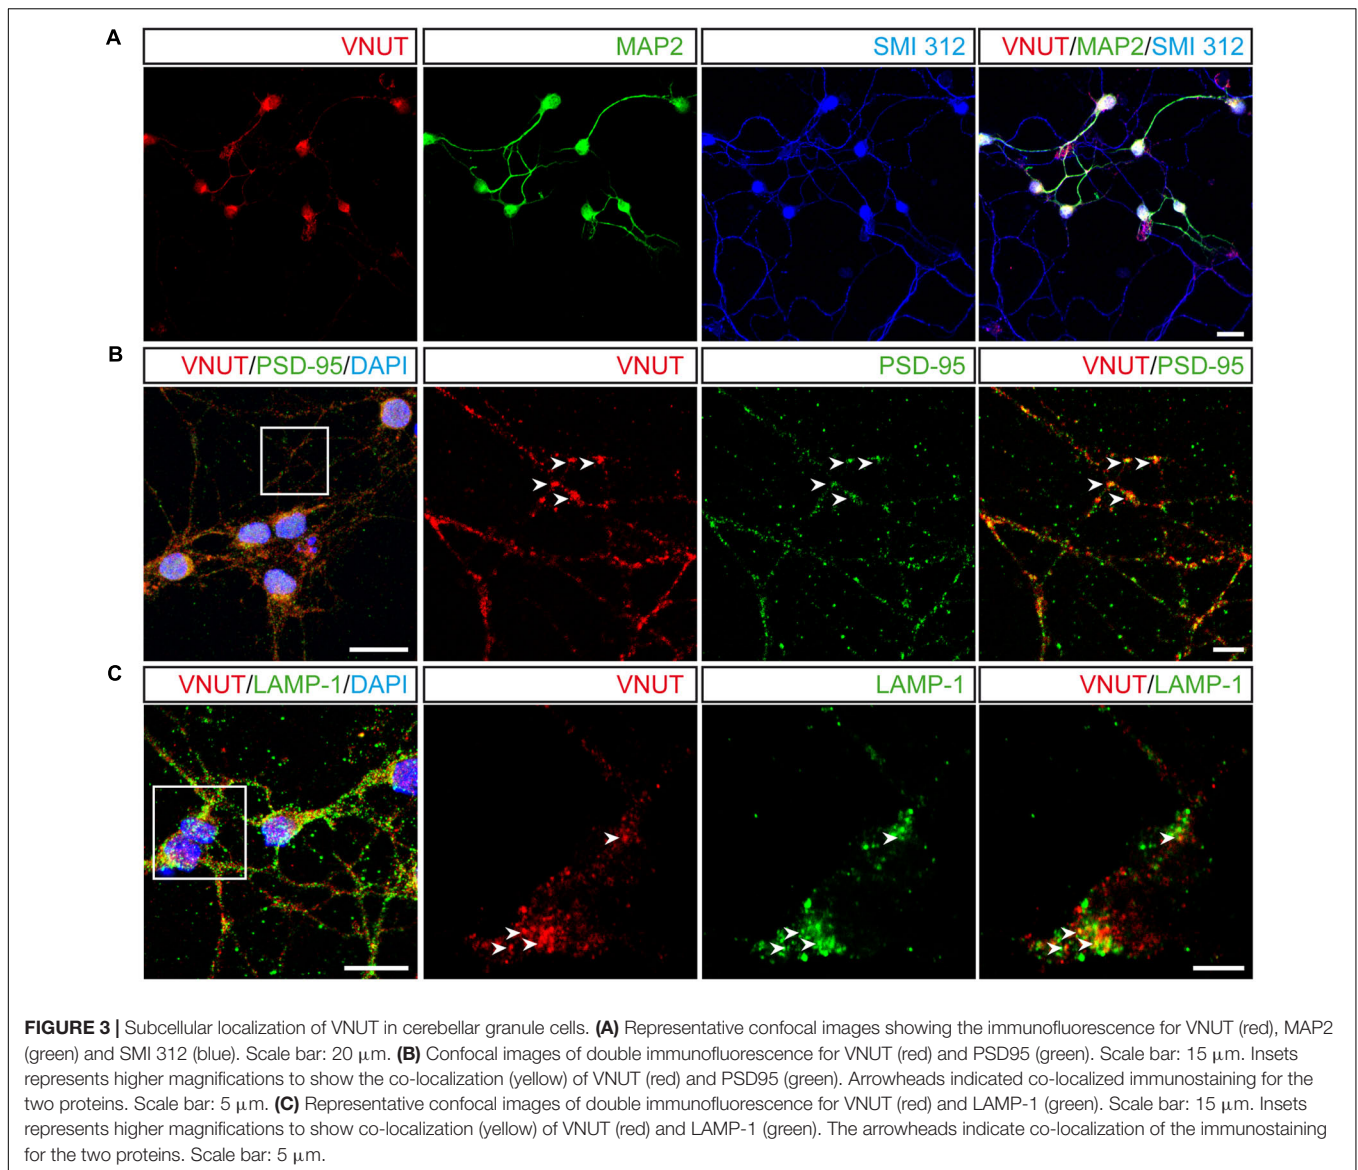 A
VNUT
MAP2
SMI 312
VNUT/MAP2/SMI 312
B
VNUT/PSD-95/DAPI
VNUT
PSD-95
VNUT/PSD-95
C
VNUT/LAMP-1/DAPI
VNUT
LAMP-1
VNUT/LAMP-1
FIGURE 3 | Subcellular localization of VNUT in cerebellar granule cells. (A) Representative confocal images showing the immunofluorescence for VNUT (red), MAP2
(green) and SMI 312 (blue). Scale bar: 20 μm. (B) Confocal images of double immunofluorescence for VNUT (red) and PSD95 (green). Scale bar: 15 μm. Insets
represents higher magnifications to show the co-localization (yellow) of VNUT (red) and PSD95 (green). Arrowheads indicated co-localized immunostaining for the
two proteins. Scale bar: 5 μm. (C) Representative confocal images of double immunofluorescence for VNUT (red) and LAMP-1 (green). Scale bar: 15 μm. Insets
represents higher magnifications to show co-localization (yellow) of VNUT (red) and LAMP-1 (green). The arrowheads indicate co-localization of the immunostaining
for the two proteins. Scale bar: 5 μm.